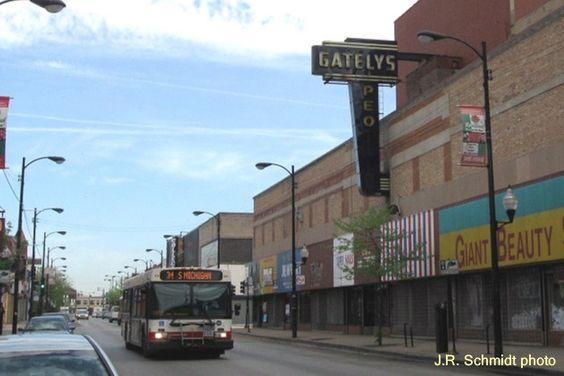 GATELYS
PEO
GIANT BEAUTY
34 S MICHIGAN
J.R. Schmidt photo